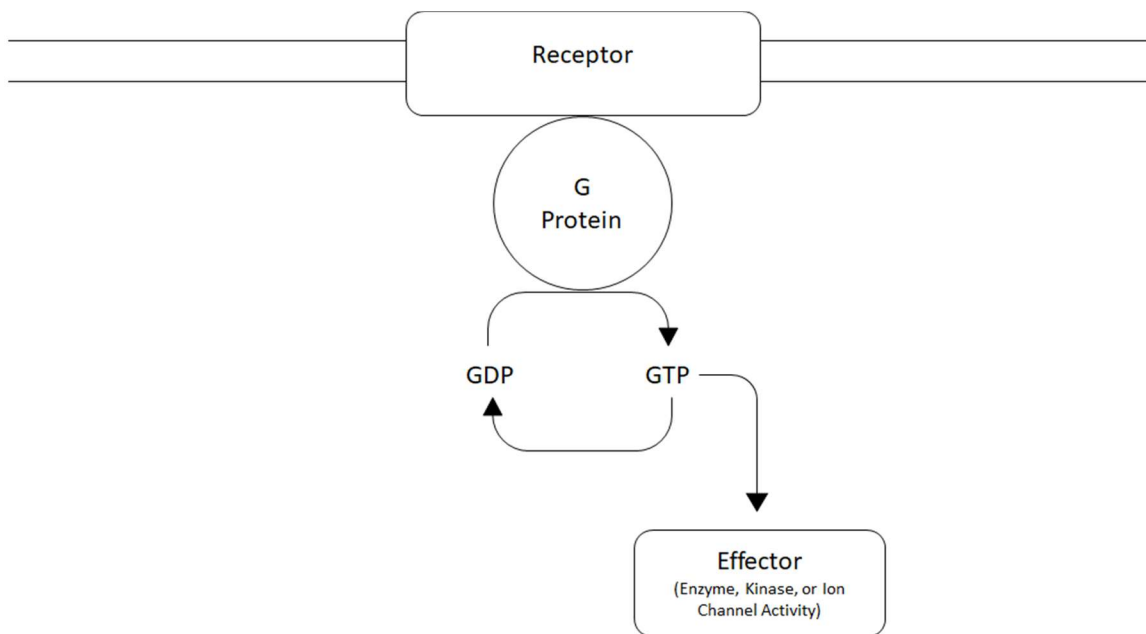 Receptor
G
Protein
GDP
GTP
Effector
(Enzyme, Kinase, or Ion
Channel Activity)